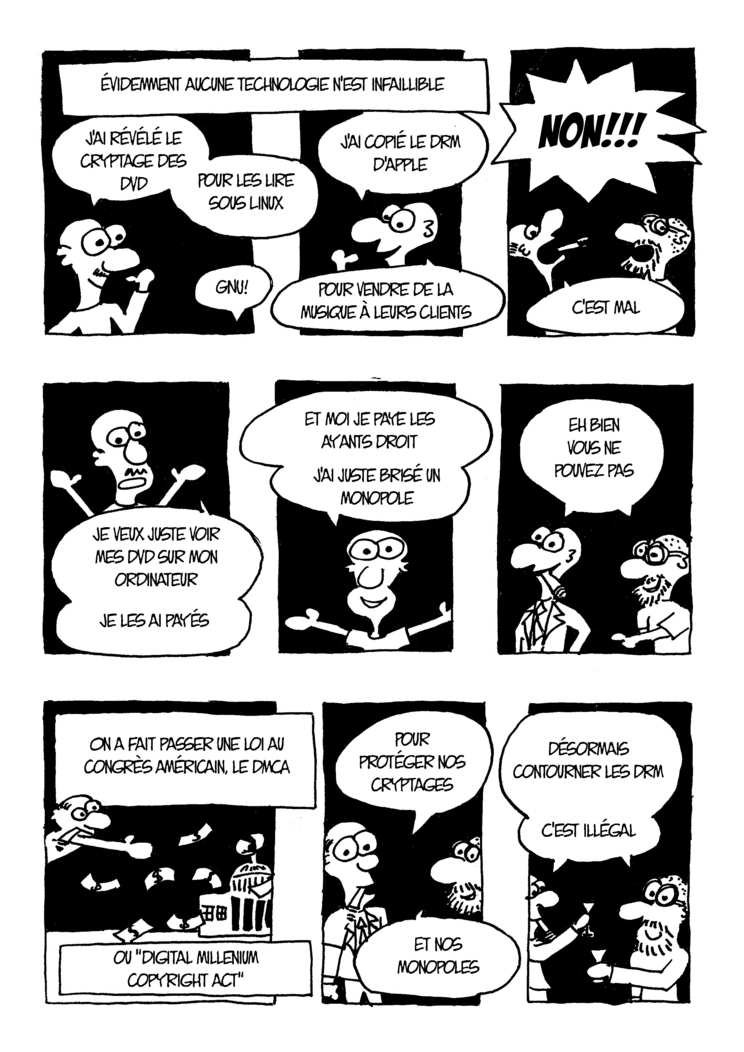 ÉVIDEMMENT AUCUNE TECHNOLOGIE N'EST INFAILLIBLE
J'AI RÉVÉLÉ LE
CRYPTAGE DES
DVD
POUR LES LIRE
SOUS LINUX
GNU!
J'AI COPIÉ LE DRM
D'APPLE
POUR VENDRE DE LA
MUSIQUE À LEURS CLIENTS
NON!!!
C'EST MAL
JE VEUX JUSTE VOIR
MES DVD SUR MON
ORDINATEUR
JE LES AI PAYÉS
ET MOI JE PAYE LES
AYANTS DROIT
J'AI JUSTE BRISÉ UN
MONOPOLE
EH BIEN
VOUS NE
POUVEZ PAS
ON A FAIT PASSER UNE LOI AU
CONGRÈS AMÉRICAIN, LE DMCA
OU "DIGITAL MILLENIUM
COPYRIGHT ACT"
POUR
PROTÉGER NOS
CRYPTAGES
ET NOS
MONOPOLES
DÉSORMAIS
CONTOURNER LES DRM
C'EST ILLÉGAL